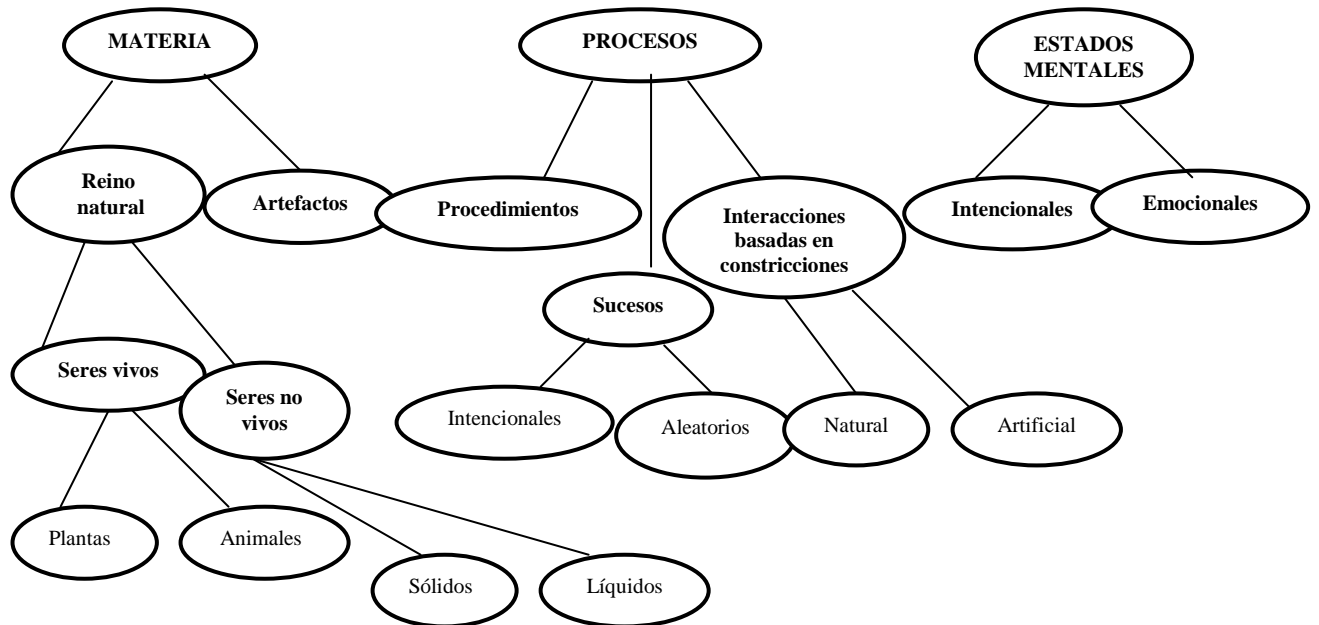 MATERIA
PROCESOS
ESTADOS
MENTALES
Reino
natural
Artefactos
Procedimientos
Interacciones
basadas en
constricciones
Intencionales
Emocionales
Sucesos
Seres vivos
Seres no
vivos
Intencionales
Aleatorios
Natural
Artificial
Plantas
Animales
Sólidos
Líquidos